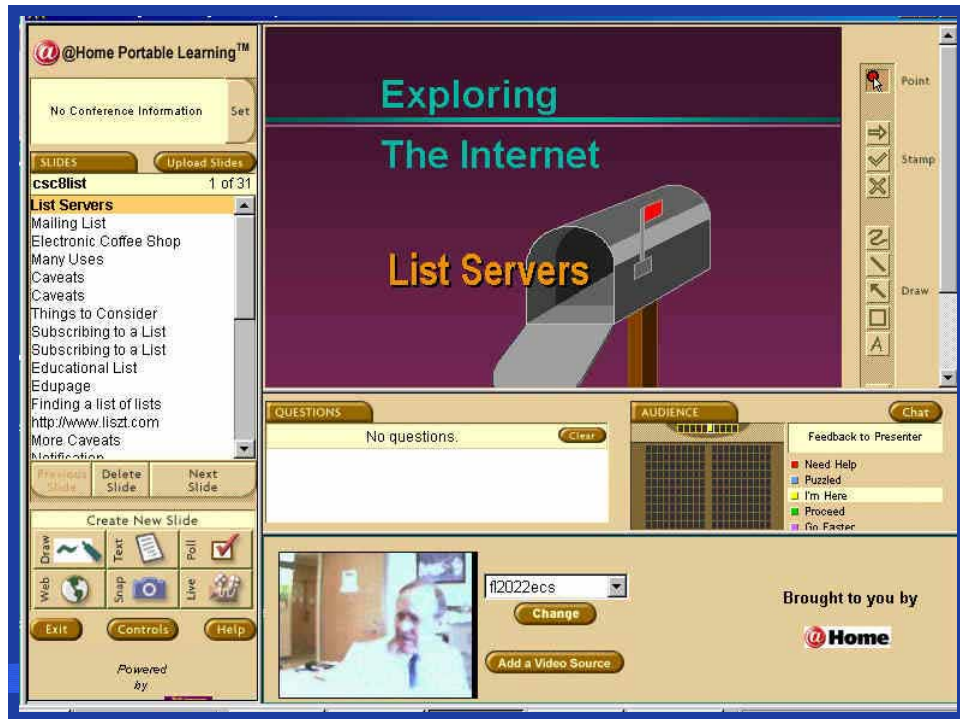 @Home Portable Learning™
No Conference Information
Set
SLIDES
Upload Slides
csc8list
1 of 31
List Servers
Mailing List
Electronic Coffee Shop
Many Uses
Caveats
Caveats
Things to Consider
Subscribing to a List
Subscribing to a List
Educational List
Edupage
Finding a list of lists
http://www.liszt.com
More Caveats
Notification
Previous Slide
Delete Slide
Next Slide
Create New Slide
Draw
Text
Poll
Web
Snap
Live
Exit
Controls
Help
Powered
by
Exploring
The Internet
List Servers
Point
Stamp
Draw
A
QUESTIONS
No questions.
Clear
AUDIENCE
Chat
Feedback to Presenter
Need Help
Puzzled
I'm Here
Proceed
Go Faster
fl2022ecs
Change
Add a Video Source
Brought to you by
@Home